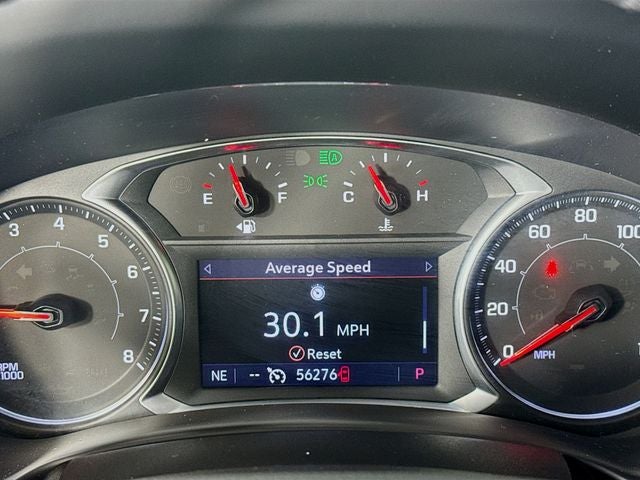 E F C H
3 4 5 6 7 8
RPM
1000
Average Speed
30.1 MPH
Reset
NE -- 56276 P
0 20 40 60 80 100
MPH